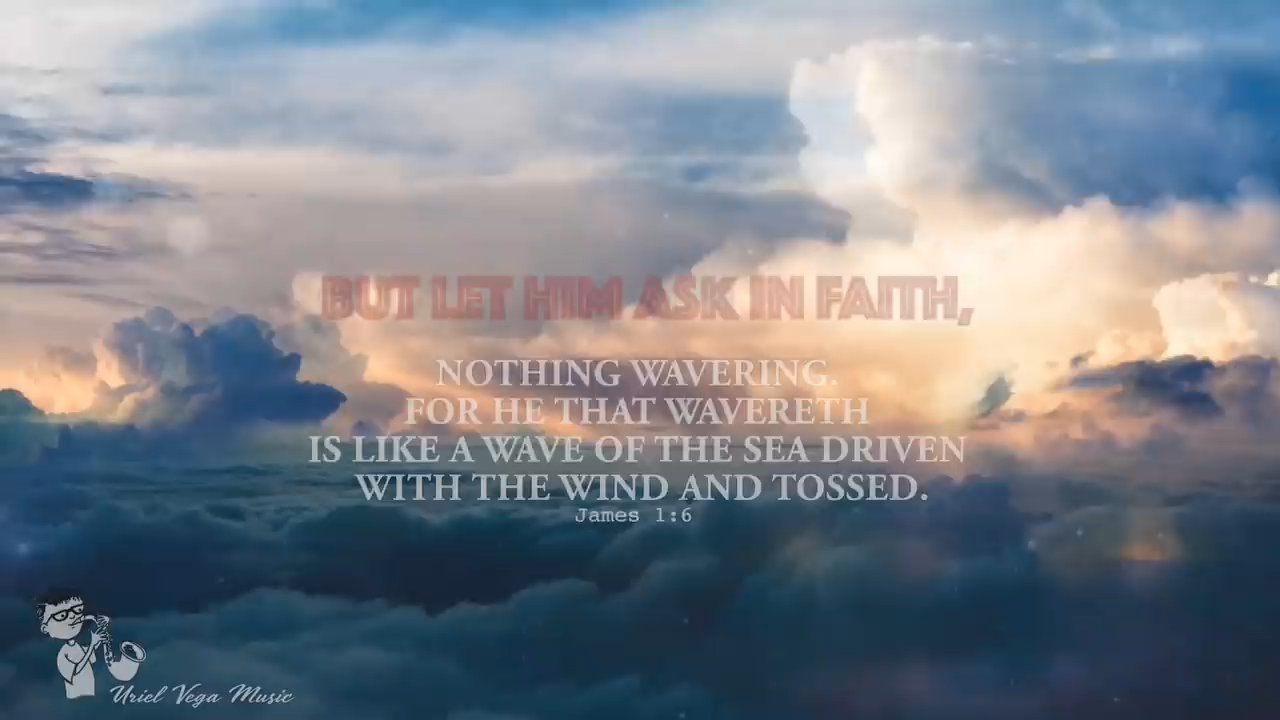 BUT LET HIM ASK IN FAITH,
NOTHING WAVERING.
FOR HE THAT WAVERETH
IS LIKE A WAVE OF THE SEA DRIVEN
WITH THE WIND AND TOSSED.
James 1:6
Uriel Vega Music